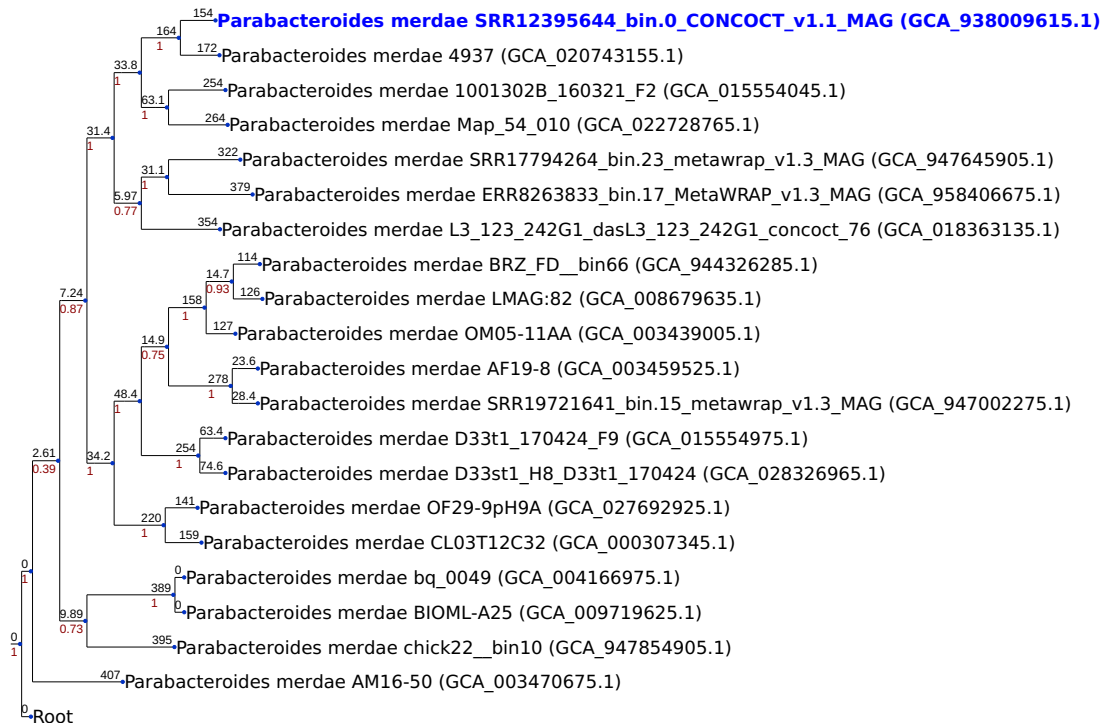 154 Parabacteroides merdae SRR12395644_bin.0_CONCOCT_v1.1_MAG (GCA_938009615.1)
164
1
172 Parabacteroides merdae 4937 (GCA_020743155.1)
33.8
1
254 Parabacteroides merdae 1001302B_160321_F2 (GCA_015554045.1)
63.1
1
264 Parabacteroides merdae Map_54_010 (GCA_022728765.1)
31.4
1
322 Parabacteroides merdae SRR17794264_bin.23_metawrap_v1.3_MAG (GCA_947645905.1)
31.1
1
379 Parabacteroides merdae ERR8263833_bin.17_MetaWRAP_v1.3_MAG (GCA_958406675.1)
5.97
0.77
354 Parabacteroides merdae L3_123_242G1_dasL3_123_242G1_concoct_76 (GCA_018363135.1)
114 Parabacteroides merdae BRZ_FD__bin66 (GCA_944326285.1)
14.7
0.93
126 Parabacteroides merdae LMAG:82 (GCA_008679635.1)
7.24
0.87
158
1
127 Parabacteroides merdae OM05-11AA (GCA_003439005.1)
14.9
0.75
23.6 Parabacteroides merdae AF19-8 (GCA_003459525.1)
278
1
28.4 Parabacteroides merdae SRR19721641_bin.15_metawrap_v1.3_MAG (GCA_947002275.1)
48.4
1
63.4 Parabacteroides merdae D33t1_170424_F9 (GCA_015554975.1)
254
1
74.6 Parabacteroides merdae D33st1_H8_D33t1_170424 (GCA_028326965.1)
2.61
0.39
34.2
1
141 Parabacteroides merdae OF29-9pH9A (GCA_027692925.1)
220
1
159 Parabacteroides merdae CL03T12C32 (GCA_000307345.1)
0
1
0 Parabacteroides merdae bq_0049 (GCA_004166975.1)
389
1
0 Parabacteroides merdae BIOML-A25 (GCA_009719625.1)
9.89
0.73
395 Parabacteroides merdae chick22__bin10 (GCA_947854905.1)
0
1
407 Parabacteroides merdae AM16-50 (GCA_003470675.1)
0 Root